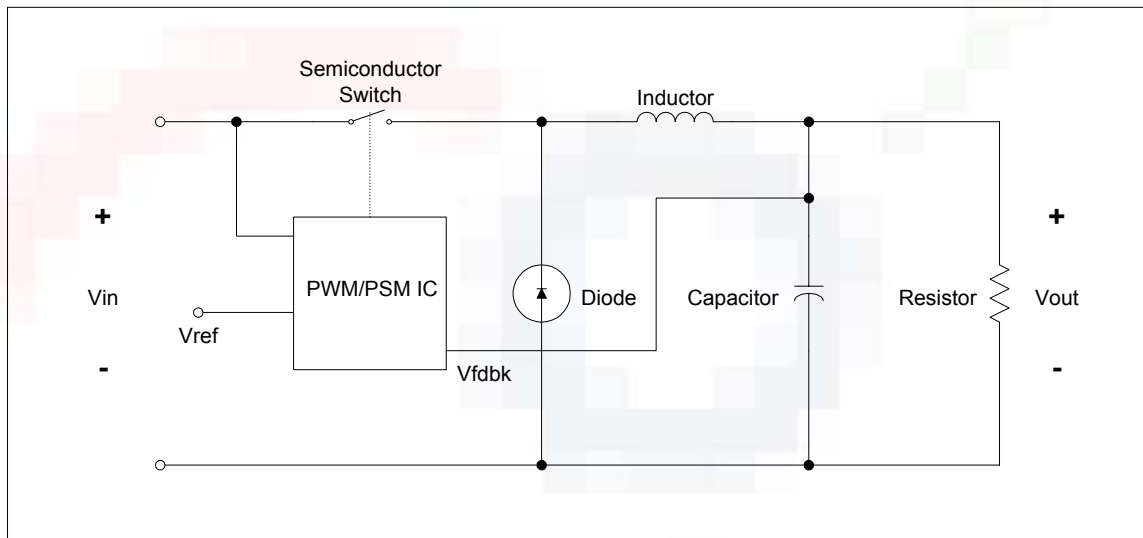 Semiconductor
Switch
Inductor
+
+
PWM/PSM IC
Vin
Diode
Capacitor
Resistor
Vout
Vref
-
Vfdbk
-